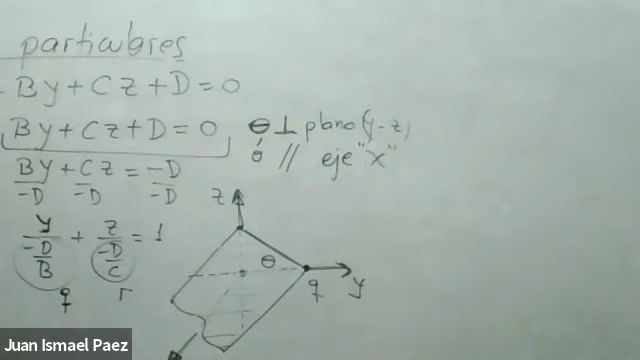 particulares
By + Cz + D = 0
By + Cz + D = 0 θ ⊥ plano (y-z)
ó // eje "x"
By/-D + Cz/-D = -D/-D
y/(-D/B) + z/(-D/C) = 1
q r
z
θ
q y
Juan Ismael Paez